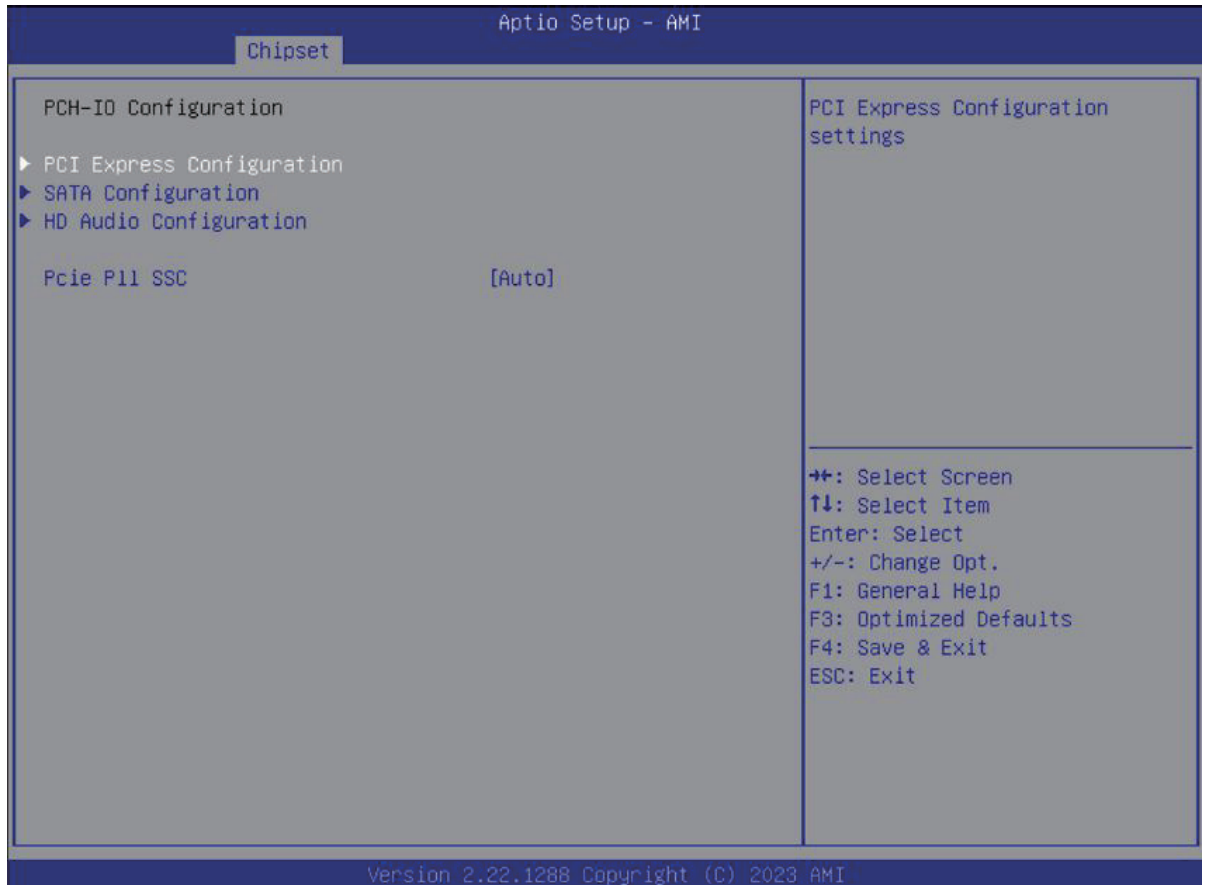 Aptio Setup - AMI
Chipset
PCH-IO Configuration
▶ PCI Express Configuration
▶ SATA Configuration
▶ HD Audio Configuration
Pcie Pll SSC [Auto]
PCI Express Configuration
settings
→←: Select Screen
↑↓: Select Item
Enter: Select
+/-: Change Opt.
F1: General Help
F3: Optimized Defaults
F4: Save & Exit
ESC: Exit
Version 2.22.1288 Copyright (C) 2023 AMI